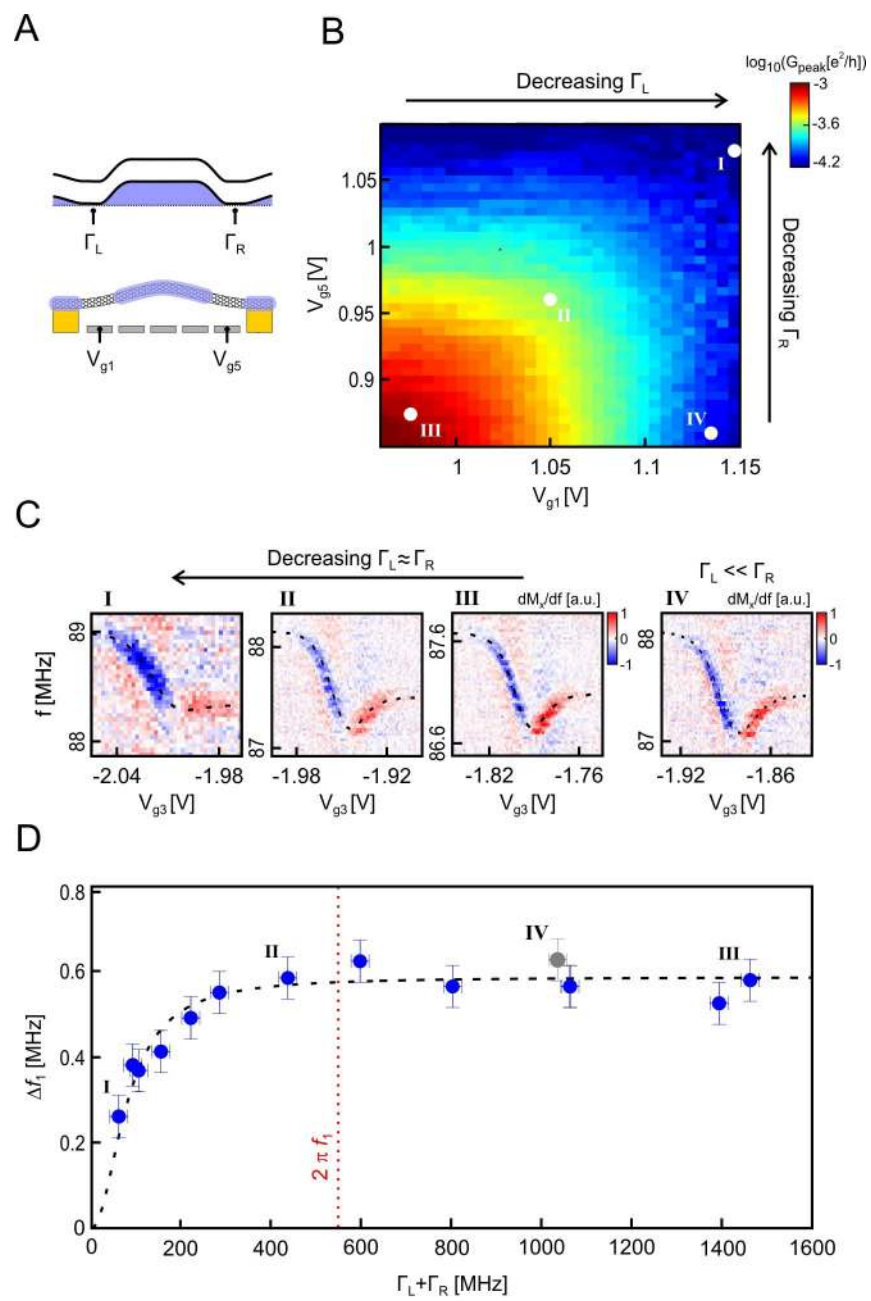 A
Γ_L Γ_R
V_g1 V_g5
B
log₁₀(G_peak[e²/h])
Decreasing Γ_L
-3
-3.6
-4.2
Decreasing Γ_R
V_g5 [V]
1.05
1
0.95
0.9
I
II
III
IV
1 1.05 1.1 1.15
V_g1 [V]
C
Decreasing Γ_L ≈ Γ_R
Γ_L << Γ_R
I II III dM_x/df [a.u.] IV dM_x/df [a.u.]
1
0
-1
1
0
-1
f [MHz]
89
88
88
87
87.6
86.6
88
87
-2.04 -1.98 -1.98 -1.92 -1.82 -1.76 -1.92 -1.86
V_g3 [V] V_g3 [V] V_g3 [V] V_g3 [V]
D
Δf₁ [MHz]
0.8
0.6
0.4
0.2
0
I
II
IV
III
2 π f₁
0 200 400 600 800 1000 1200 1400 1600
Γ_L+Γ_R [MHz]